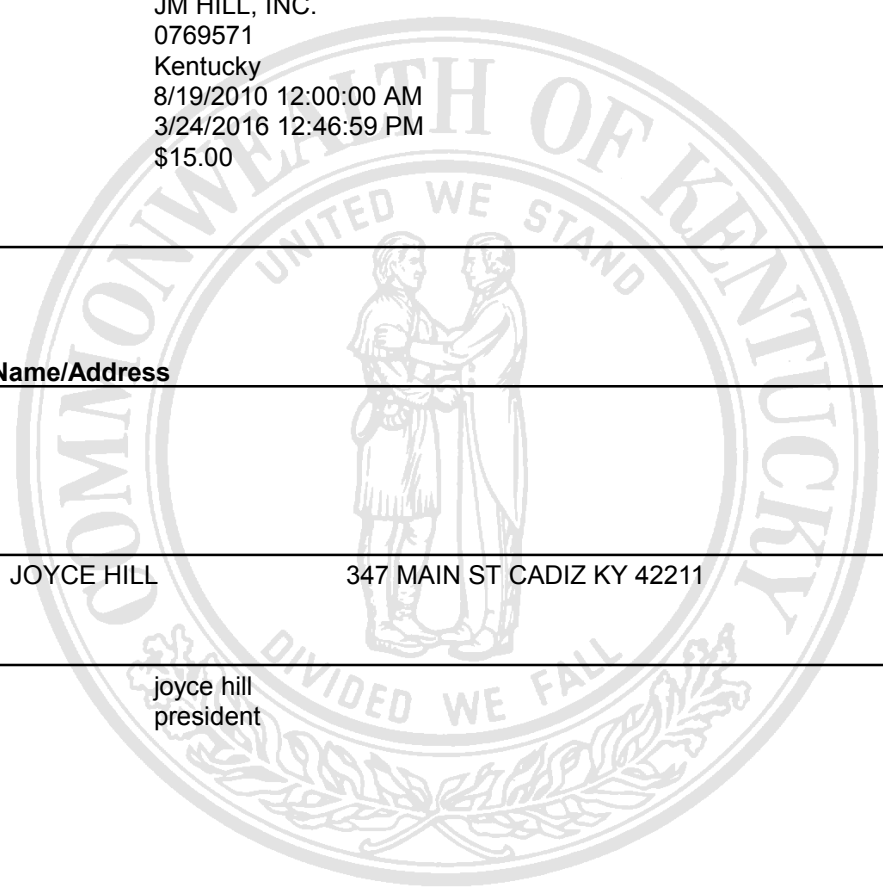 JM HILL, INC.
0769571
Kentucky
8/19/2010 12:00:00 AM
3/24/2016 12:46:59 PM
$15.00
COMMONWEALTH OF KENTUCKY
UNITED WE STAND
Name/Address
JOYCE HILL 347 MAIN ST CADIZ KY 42211
DIVIDED WE FALL
joyce hill
president